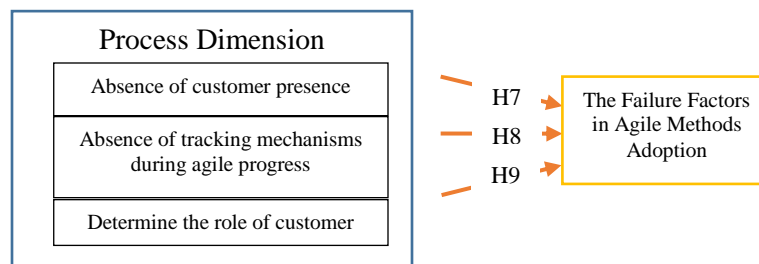 Process Dimension
Absence of customer presence
Absence of tracking mechanisms
during agile progress
Determine the role of customer
H7
H8
H9
The Failure Factors
in Agile Methods
Adoption